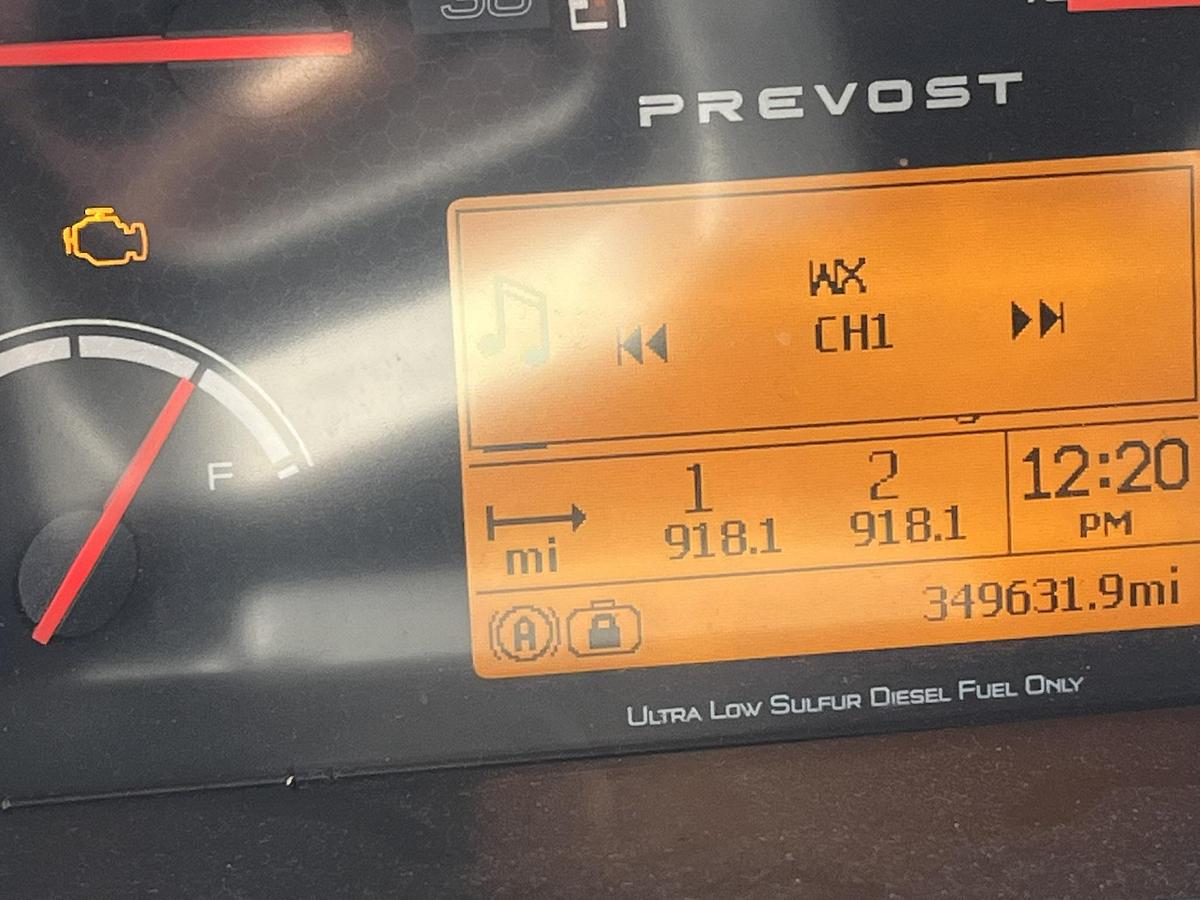 PREVOST
WX
CH1
F
1 2
12:20
mi 918.1 918.1
PM
A
349631.9mi
ULTRA LOW SULFUR DIESEL FUEL ONLY